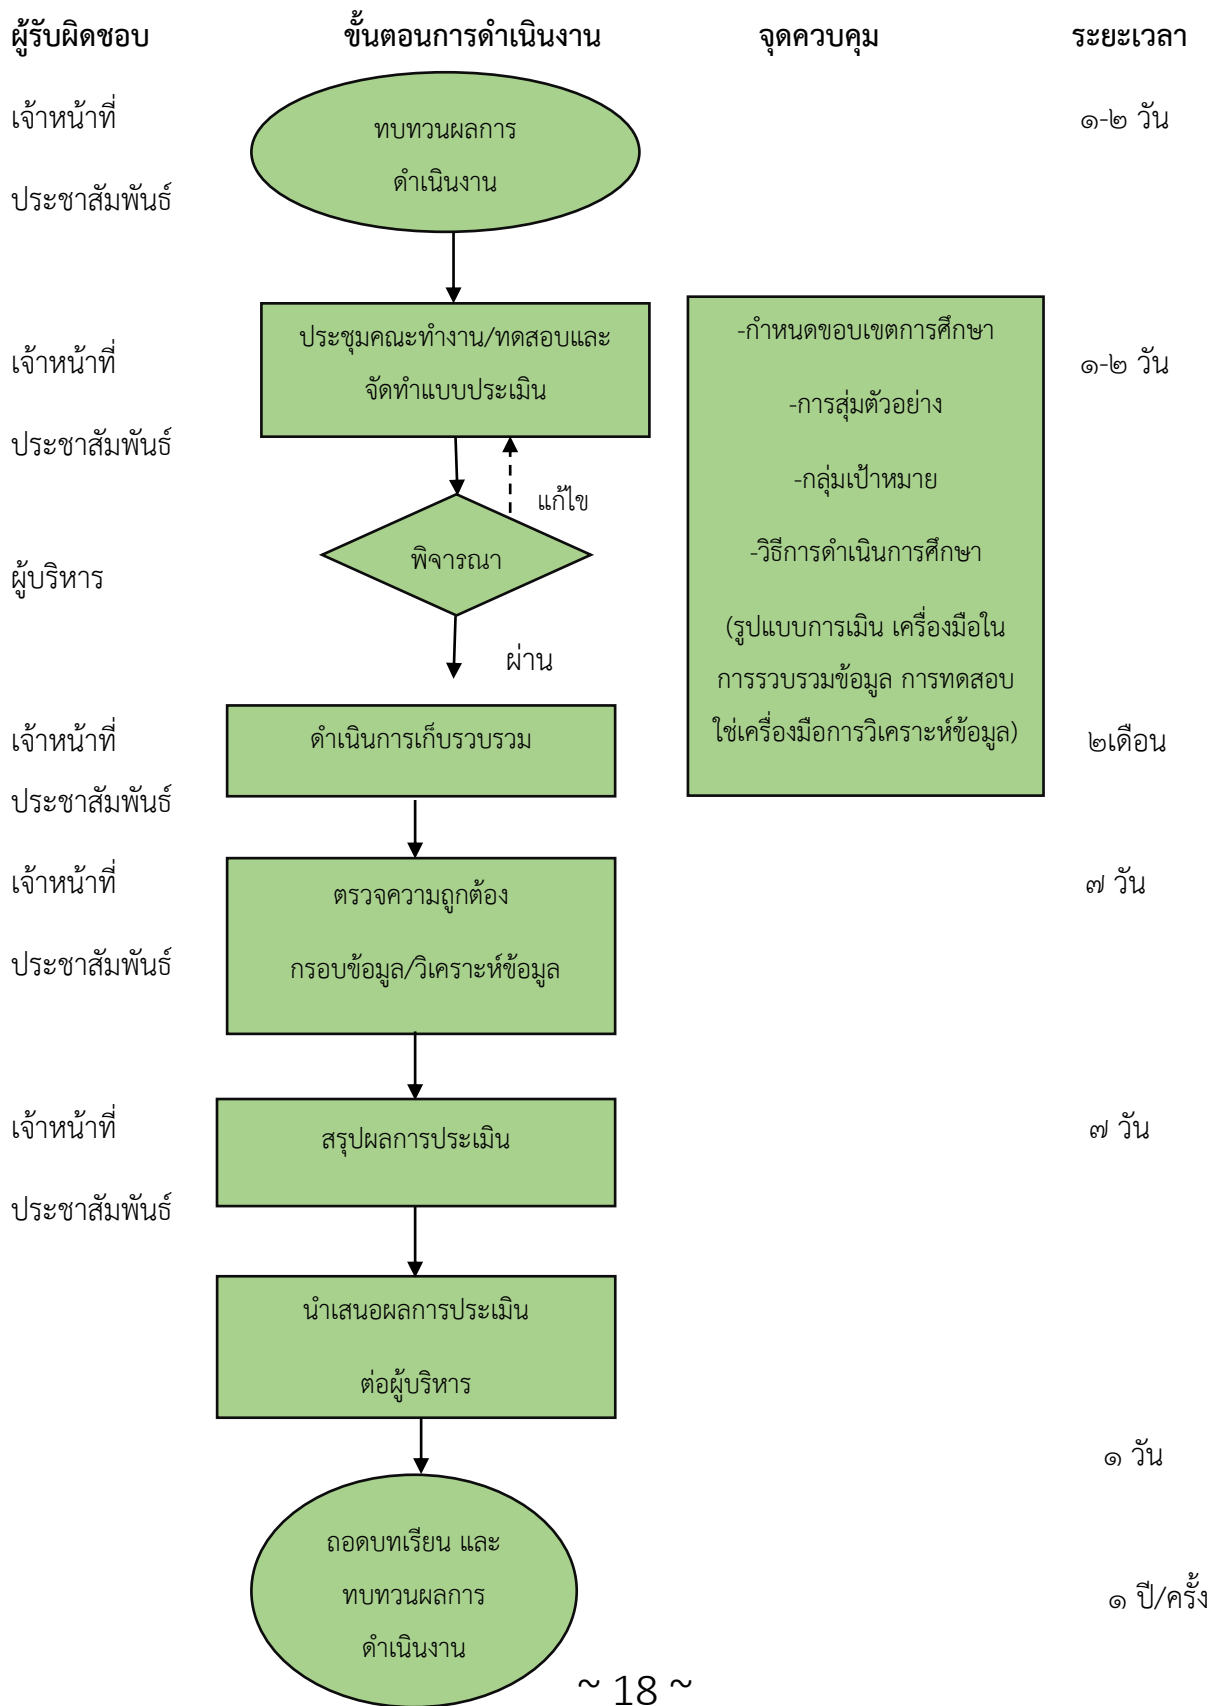 ผู้รับผิดชอบ ขั้นตอนการดำเนินงาน จุดควบคุม ระยะเวลา
เจ้าหน้าที่
ประชาสัมพันธ์
ทบทวนผลการ
ดำเนินงาน
๑-๒ วัน
เจ้าหน้าที่
ประชาสัมพันธ์
ประชุมคณะทำงาน/ทดสอบและ
จัดทำแบบประเมิน
-กำหนดขอบเขตการศึกษา
-การสุ่มตัวอย่าง
-กลุ่มเป้าหมาย
-วิธีการดำเนินการศึกษา
(รูปแบบการเมิน เครื่องมือใน
การรวบรวมข้อมูล การทดสอบ
ใช่เครื่องมือการวิเคราะห์ข้อมูล)
๑-๒ วัน
แก้ไข
ผู้บริหาร
พิจารณา
ผ่าน
เจ้าหน้าที่
ประชาสัมพันธ์
ดำเนินการเก็บรวบรวม
๒เดือน
เจ้าหน้าที่
ประชาสัมพันธ์
ตรวจความถูกต้อง
กรอบข้อมูล/วิเคราะห์ข้อมูล
๗ วัน
เจ้าหน้าที่
ประชาสัมพันธ์
สรุปผลการประเมิน
๗ วัน
นำเสนอผลการประเมิน
ต่อผู้บริหาร
๑ วัน
ถอดบทเรียน และ
ทบทวนผลการ
ดำเนินงาน
๑ ปี/ครั้ง
~ 18 ~